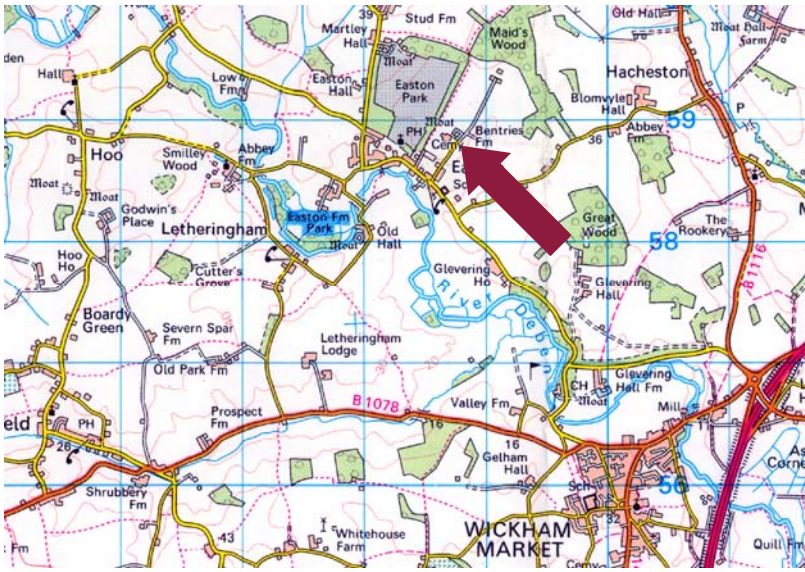 39
Stud Fm
Martley
Hall
Moat
Maid's
Wood
Old Hall
Moat Hall
Farm
Hall
Low
Fm
Easton
Hall
Easton
Park
Hacheston
Blomvyle
Hall
59
P
Moat
PH
Cemy
Bentries
Fm
36
Abbey
Fm
Hoo
Smilley
Wood
Abbey
Fm
Moat
Moat
Godwin's
Place
Easton Fm
Park
Moat
Old
Hall
Great
Wood
The
Rookery
58
Letheringham
Hoo
Ho
Cutter's
Grove
Glevering
Ho
Glevering
Hall
B1116
River Deben
Boardy
Green
Severn Spar
Fm
Letheringham
Lodge
Old Park Fm
CH
Moat
Glevering
Hall Fm
Prospect
Fm
B 1078
Valley Fm
Mill
11
PH
26
16
16
Gelham
Hall
Shrubbery
Fm
Sch
56
43
Whitehouse
Farm
WICKHAM
MARKET
32
Cemy
Quill Fm